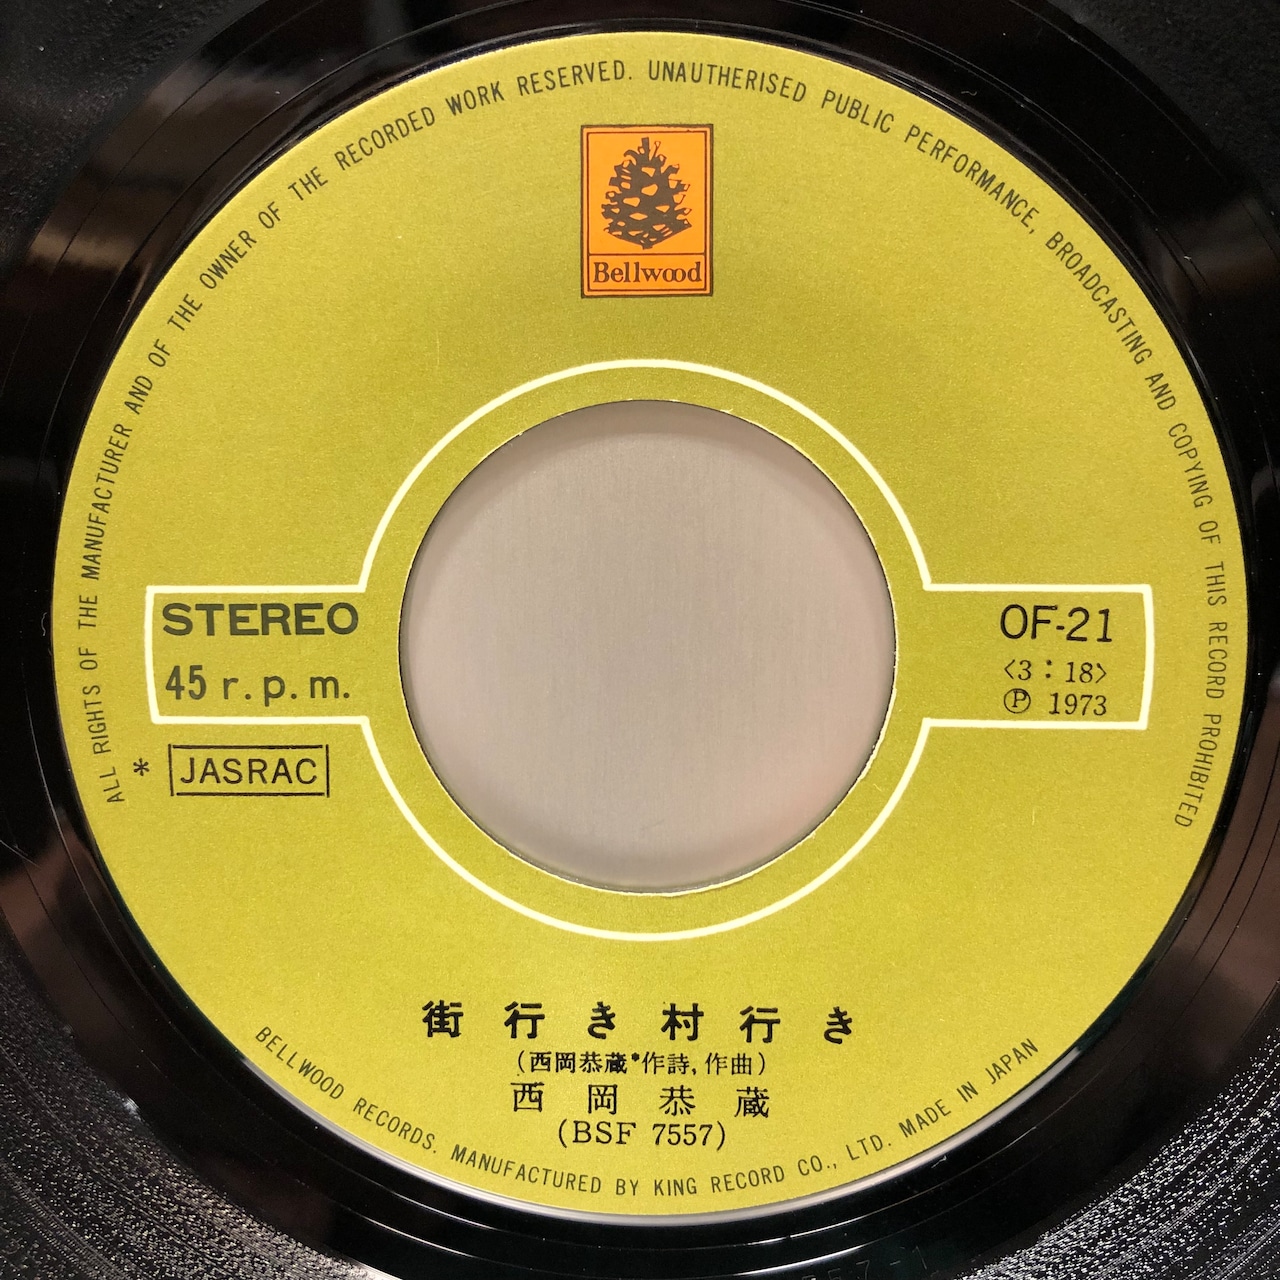 ALL RIGHTS OF THE MANUFACTURER AND OF THE OWNER OF THE RECORDED WORK RESERVED. UNAUTHERISED PUBLIC PERFORMANCE, BROADCASTING AND COPYING OF THIS RECORD PROHIBITED
Bellwood
STEREO
45 r.p.m.
* JASRAC
OF-21
〈3:18〉
Ⓟ 1973
街行き村行き
(西岡恭蔵*作詩,作曲)
西岡恭蔵
(BSF 7557)
BELLWOOD RECORDS. MANUFACTURED BY KING RECORD CO., LTD. MADE IN JAPAN